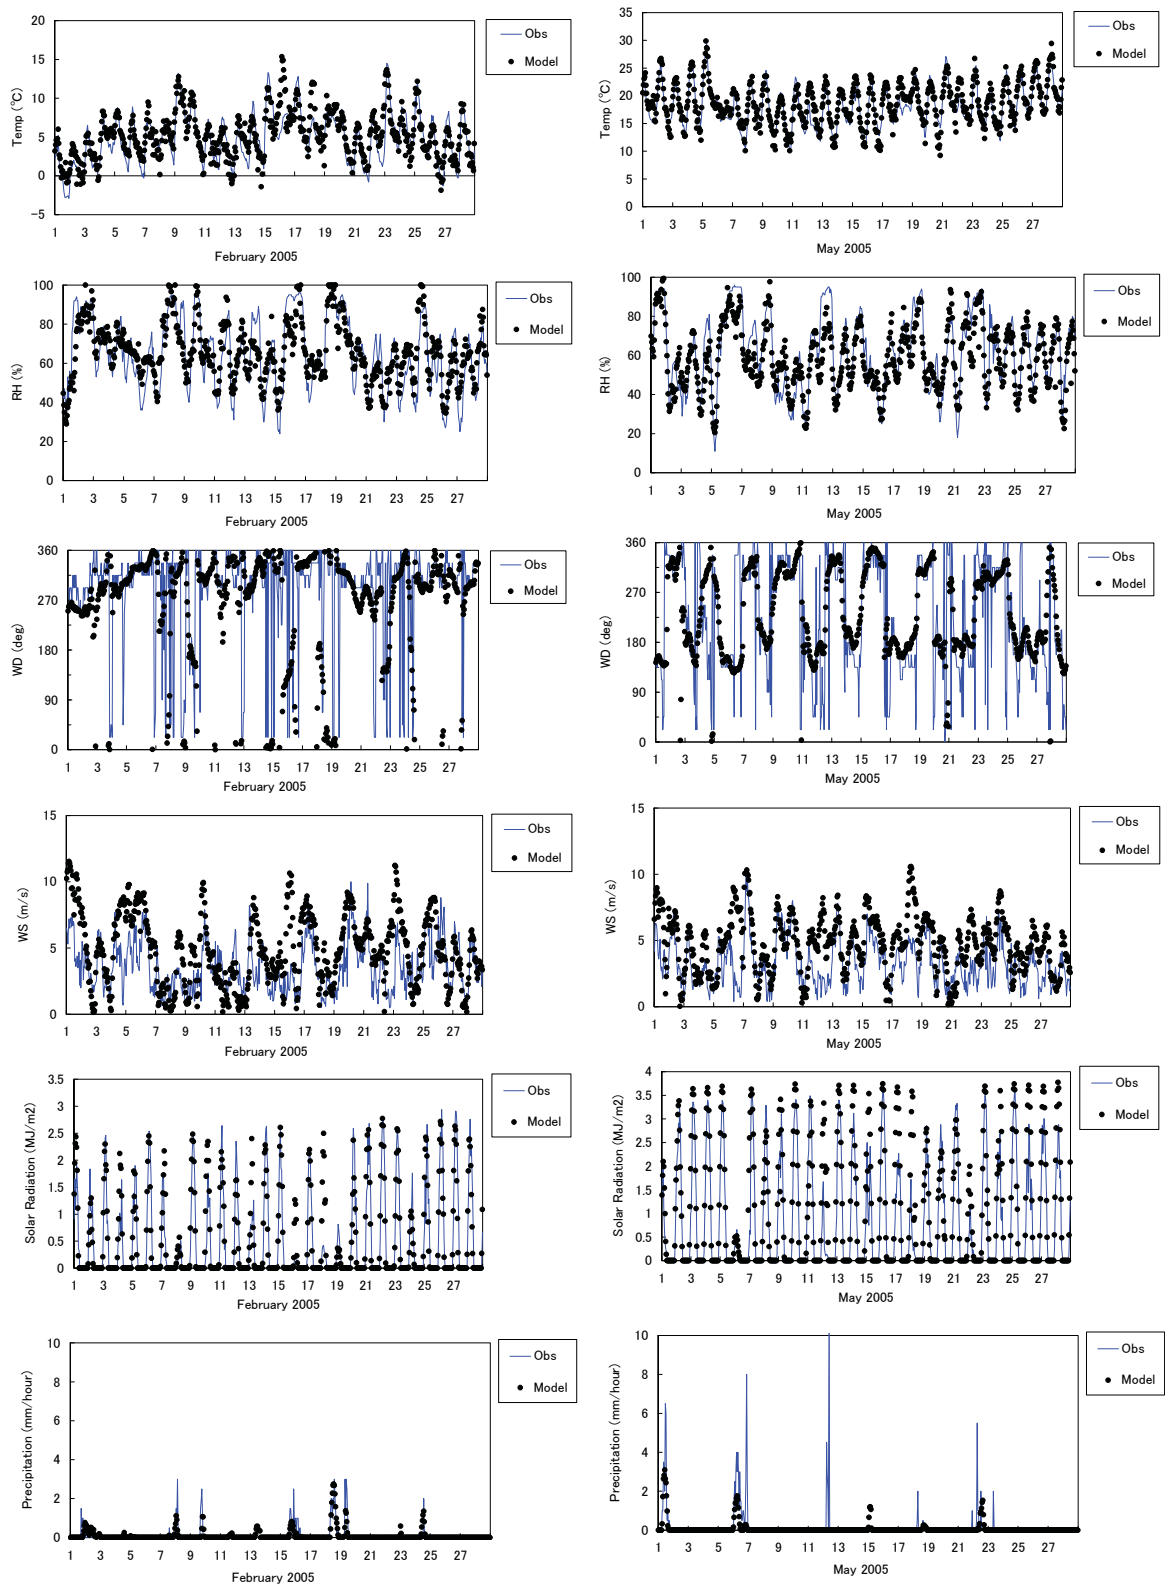 20
15
10
5
0
-5
Temp (℃)
1 3 5 7 9 11 13 15 17 19 21 23 25 27
February 2005
Obs
Model
35
30
25
20
15
10
5
0
Temp (℃)
1 3 5 7 9 11 13 15 17 19 21 23 25 27
May 2005
Obs
Model
100
80
60
40
20
0
RH (%)
1 3 5 7 9 11 13 15 17 19 21 23 25 27
February 2005
Obs
Model
100
80
60
40
20
0
RH (%)
1 3 5 7 9 11 13 15 17 19 21 23 25 27
May 2005
Obs
Model
360
270
180
90
0
WD (deg)
1 3 5 7 9 11 13 15 17 19 21 23 25 27
February 2005
Obs
Model
360
270
180
90
0
WD (deg)
1 3 5 7 9 11 13 15 17 19 21 23 25 27
May 2005
Obs
Model
15
10
5
0
WS (m/s)
1 3 5 7 9 11 13 15 17 19 21 23 25 27
February 2005
Obs
Model
15
10
5
0
WS (m/s)
1 3 5 7 9 11 13 15 17 19 21 23 25 27
May 2005
Obs
Model
3.5
3
2.5
2
1.5
1
0.5
0
Solar Radiation (MJ/m2)
1 3 5 7 9 11 13 15 17 19 21 23 25 27
February 2005
Obs
Model
4
3.5
3
2.5
2
1.5
1
0.5
0
Solar Radiation (MJ/m2)
1 3 5 7 9 11 13 15 17 19 21 23 25 27
May 2005
Obs
Model
10
8
6
4
2
0
Precipitation (mm/hour)
1 3 5 7 9 11 13 15 17 19 21 23 25 27
February 2005
Obs
Model
10
8
6
4
2
0
Precipitation (mm/hour)
1 3 5 7 9 11 13 15 17 19 21 23 25 27
May 2005
Obs
Model